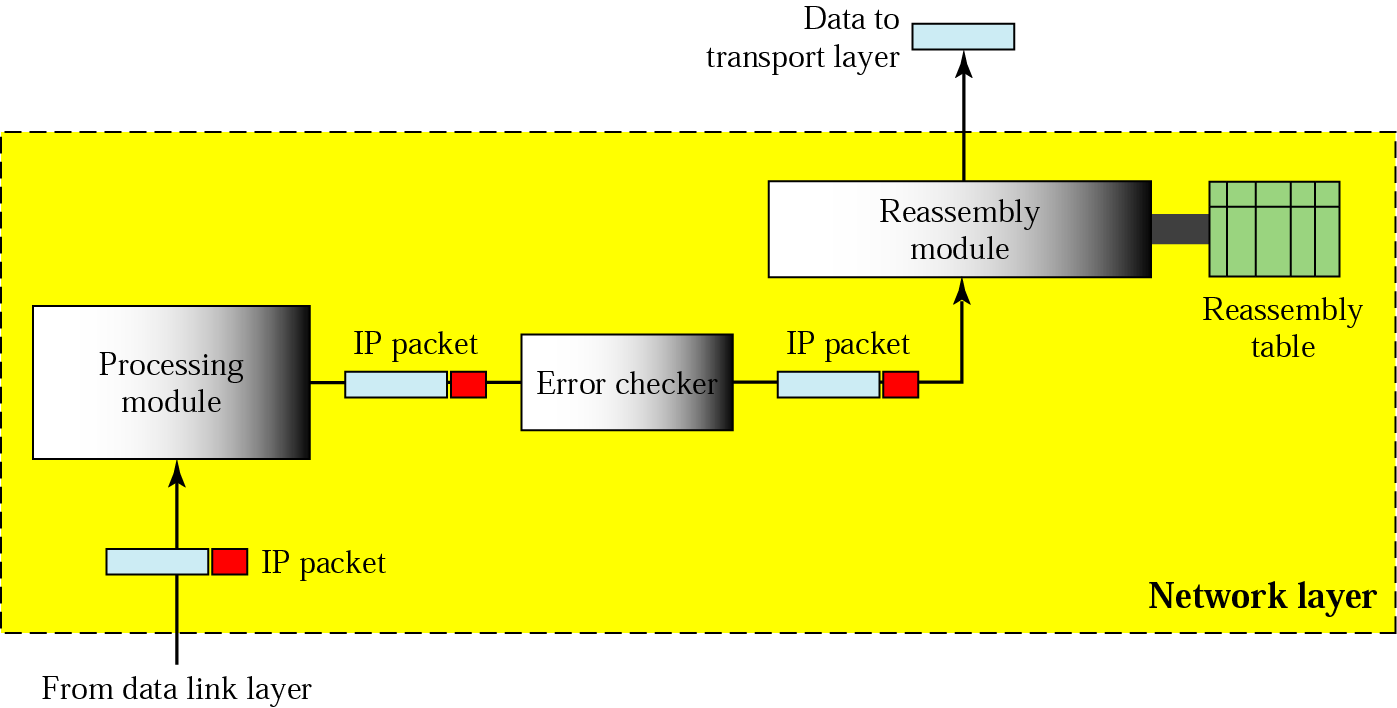 Data to
transport layer
Reassembly
module
Reassembly
table
Processing
module
IP packet
Error checker
IP packet
IP packet
Network layer
From data link layer